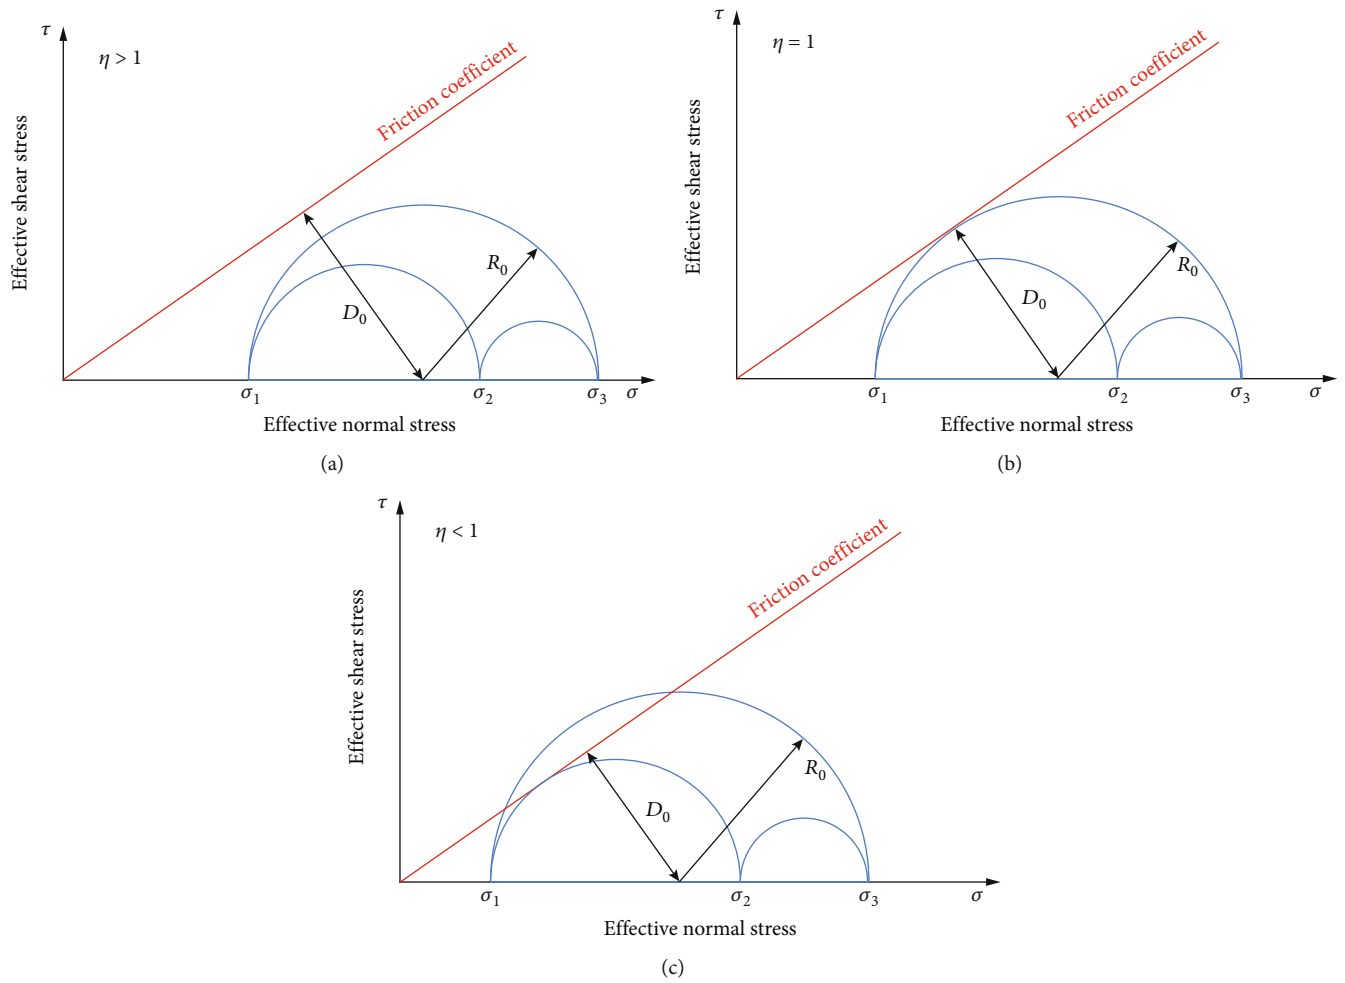 τ
η > 1
Friction coefficient
Effective shear stress
R0
D0
σ1
σ2
σ3
σ
Effective normal stress
(a)
τ
η = 1
Friction coefficient
Effective shear stress
R0
D0
σ1
σ2
σ3
σ
Effective normal stress
(b)
τ
η < 1
Friction coefficient
Effective shear stress
R0
D0
σ1
σ2
σ3
σ
Effective normal stress
(c)